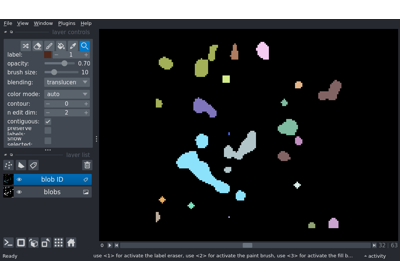 File View Window Plugins Help
layer controls
label: 1
opacity: 0.70
brush size: 10
blending: translucen
color mode: auto
contour: 0
n edit dim: 2
contiguous:
preserve labels:
show selected:
layer list
blob ID
blobs
32 63
Ready use <1> for activate the label eraser, use <2> for activate the paint brush, use <3> for activate the fill b... activity